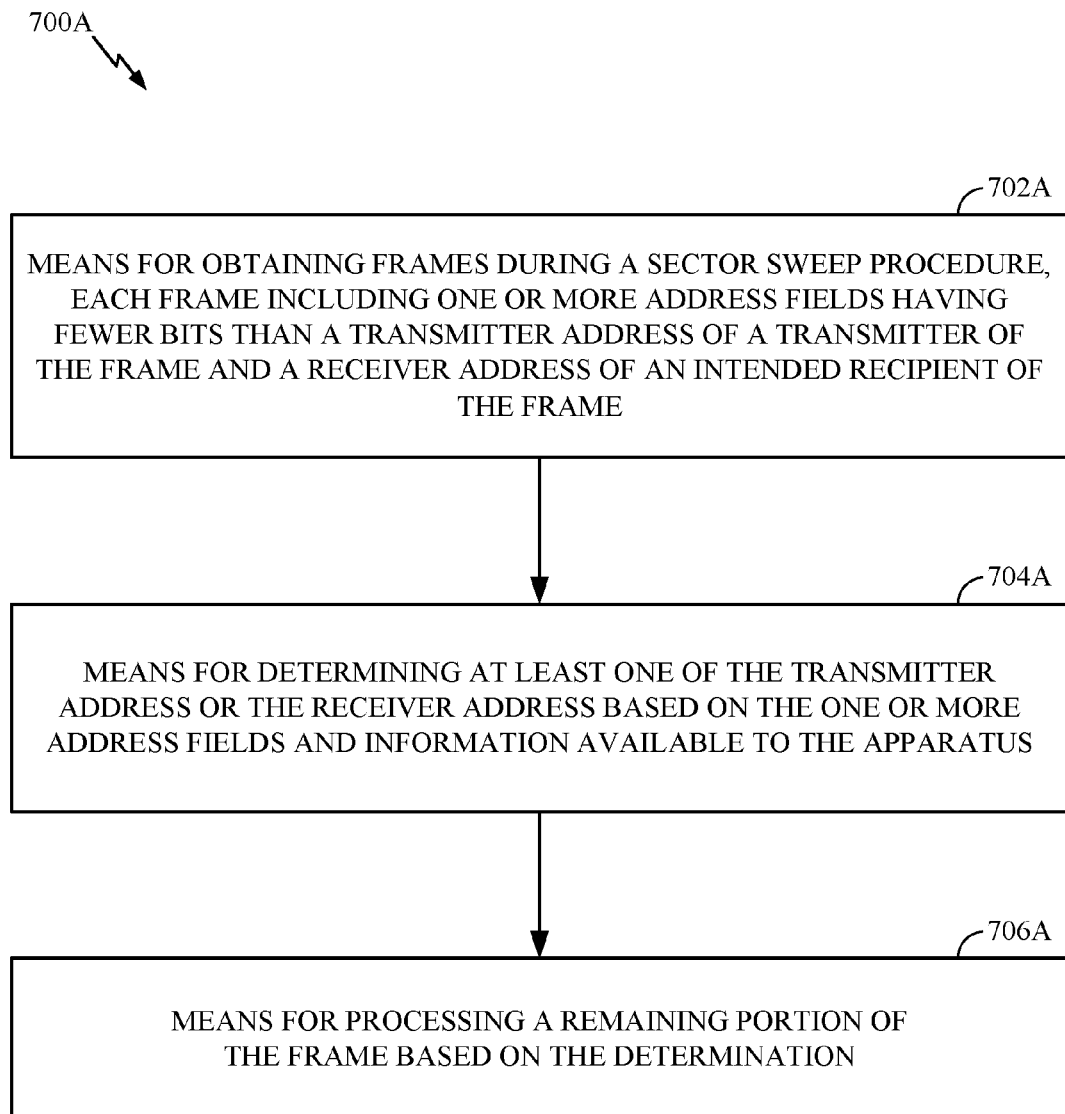 700A
702A
MEANS FOR OBTAINING FRAMES DURING A SECTOR SWEEP PROCEDURE,
EACH FRAME INCLUDING ONE OR MORE ADDRESS FIELDS HAVING
FEWER BITS THAN A TRANSMITTER ADDRESS OF A TRANSMITTER OF
THE FRAME AND A RECEIVER ADDRESS OF AN INTENDED RECIPIENT OF
THE FRAME
704A
MEANS FOR DETERMINING AT LEAST ONE OF THE TRANSMITTER
ADDRESS OR THE RECEIVER ADDRESS BASED ON THE ONE OR MORE
ADDRESS FIELDS AND INFORMATION AVAILABLE TO THE APPARATUS
706A
MEANS FOR PROCESSING A REMAINING PORTION OF
THE FRAME BASED ON THE DETERMINATION